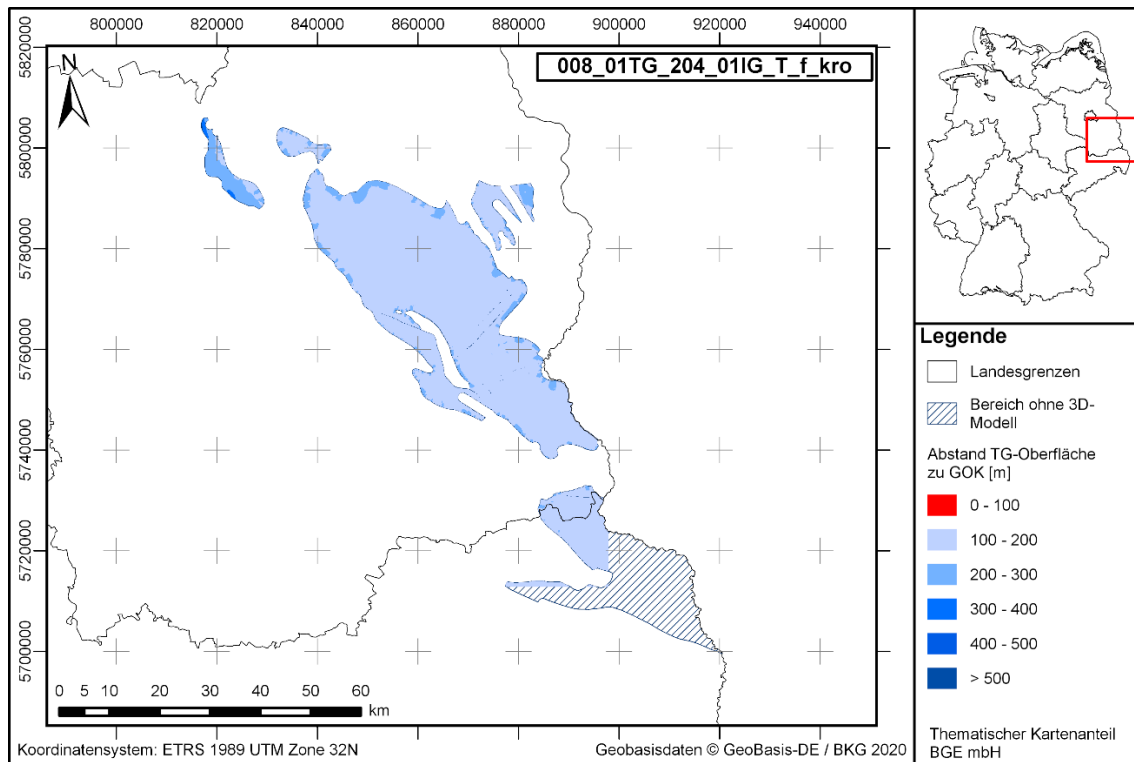 800000 820000 840000 860000 880000 900000 920000 940000
5820000
5800000
5780000
5760000
5740000
5720000
5700000
N
008_01TG_204_01IG_T_f_kro
0 5 10 20 30 40 50 60
km
Koordinatensystem: ETRS 1989 UTM Zone 32N
Geobasisdaten © GeoBasis-DE / BKG 2020
Legende
Landesgrenzen
Bereich ohne 3D-
Modell
Abstand TG-Oberfläche
zu GOK [m]
0 - 100
100 - 200
200 - 300
300 - 400
400 - 500
> 500
Thematischer Kartenanteil
BGE mbH